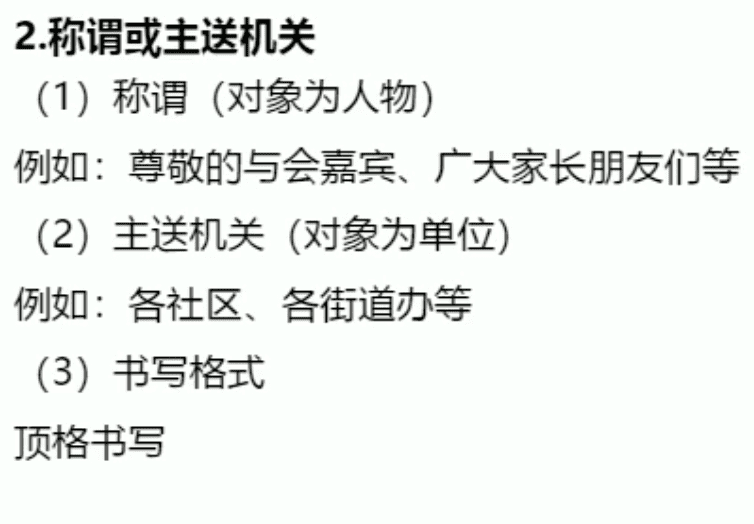 2.称谓或主送机关
（1）称谓（对象为人物）
例如：尊敬的与会嘉宾、广大家长朋友们等
（2）主送机关（对象为单位）
例如：各社区、各街道办等
（3）书写格式
顶格书写